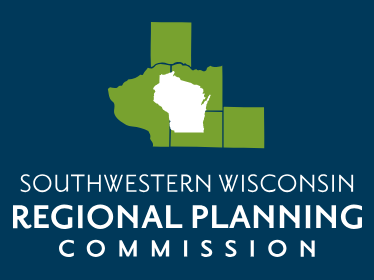 SOUTHWESTERN WISCONSIN
REGIONAL PLANNING
COMMISSION